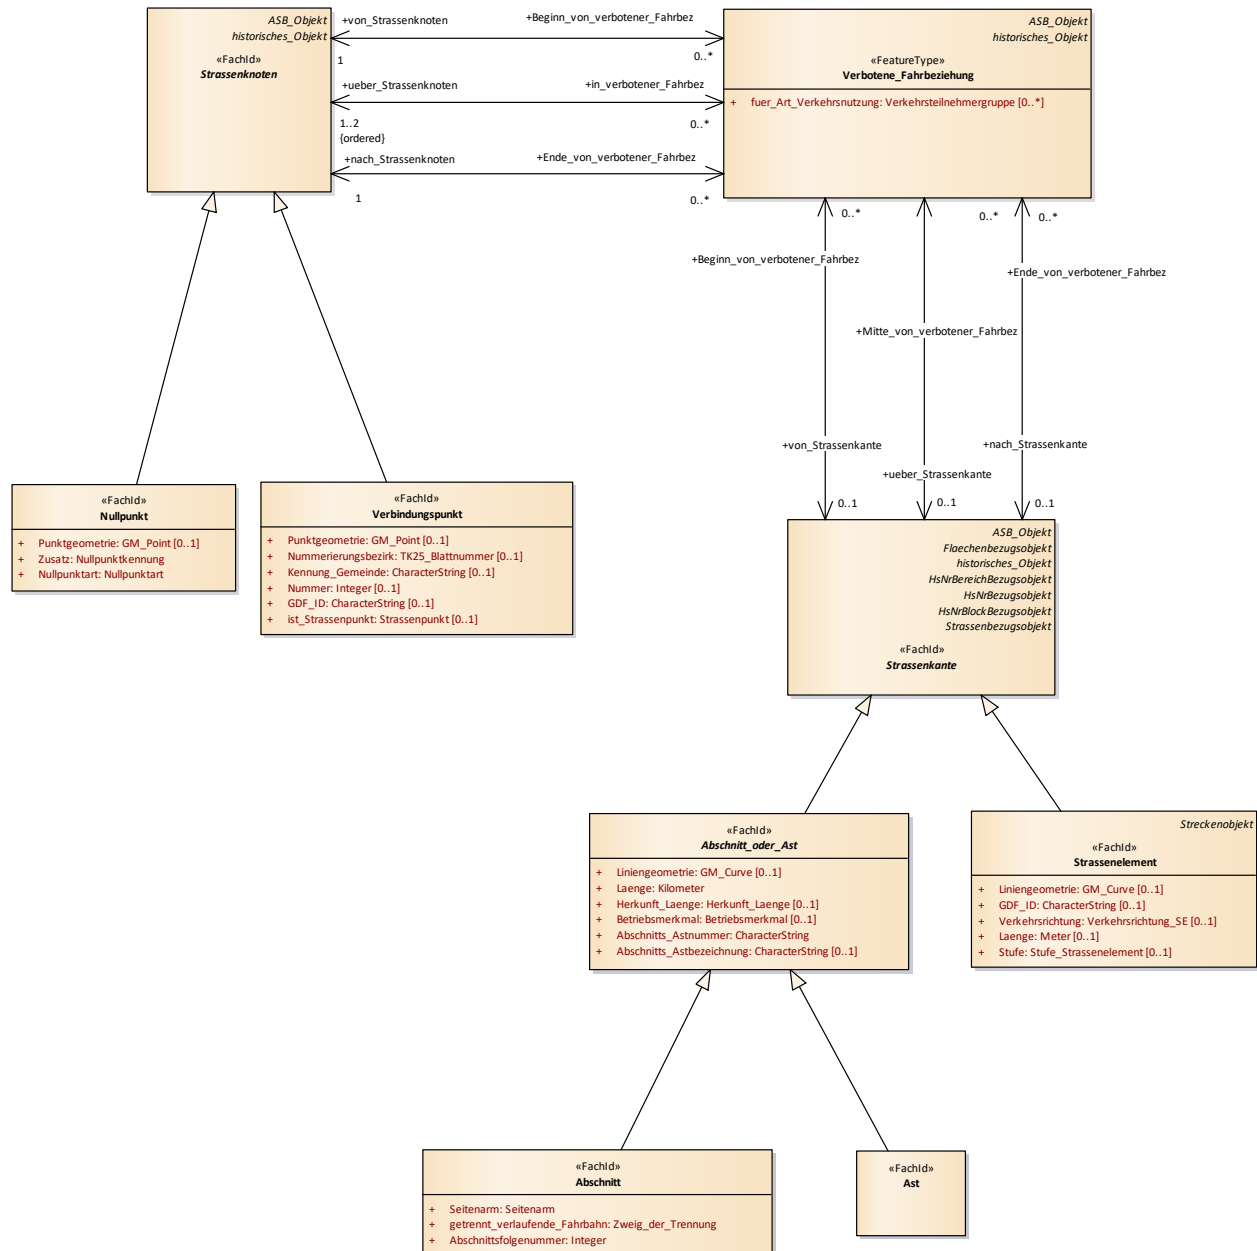 ASB_Objekt
historisches_Objekt
«FachId»
Strassenknoten
+von_Strassenknoten
+Beginn_von_verbotener_Fahrbez
1
0..*
+ueber_Strassenknoten
+in_verbotener_Fahrbez
1..2
{ordered}
0..*
+nach_Strassenknoten
+Ende_von_verbotener_Fahrbez
1
0..*
ASB_Objekt
historisches_Objekt
«FeatureType»
Verbotene_Fahrbeziehung
+ fuer_Art_Verkehrsnutzung: Verkehrsteilnehmergruppe [0..*]
0..*
0..*
0..*
+Beginn_von_verbotener_Fahrbez
+Ende_von_verbotener_Fahrbez
+Mitte_von_verbotener_Fahrbez
+von_Strassenkante
+nach_Strassenkante
+ueber_Strassenkante
0..1
0..1
0..1
«FachId»
Nullpunkt
+ Punktgeometrie: GM_Point [0..1]
+ Zusatz: Nullpunktkennung
+ Nullpunktart: Nullpunktart
«FachId»
Verbindungspunkt
+ Punktgeometrie: GM_Point [0..1]
+ Nummerierungsbezirk: TK25_Blattnummer [0..1]
+ Kennung_Gemeinde: CharacterString [0..1]
+ Nummer: Integer [0..1]
+ GDF_ID: CharacterString [0..1]
+ ist_Strassenpunkt: Strassenpunkt [0..1]
ASB_Objekt
Flaechenbezugsobjekt
historisches_Objekt
HsNrBereichBezugsobjekt
HsNrBezugsobjekt
HsNrBlockBezugsobjekt
Strassenbezugsobjekt
«FachId»
Strassenkante
«FachId»
Abschnitt_oder_Ast
+ Liniengeometrie: GM_Curve [0..1]
+ Laenge: Kilometer
+ Herkunft_Laenge: Herkunft_Laenge [0..1]
+ Betriebsmerkmal: Betriebsmerkmal [0..1]
+ Abschnitts_Astnummer: CharacterString
+ Abschnitts_Astbezeichnung: CharacterString [0..1]
Streckenobjekt
«FachId»
Strassenelement
+ Liniengeometrie: GM_Curve [0..1]
+ GDF_ID: CharacterString [0..1]
+ Verkehrsrichtung: Verkehrsrichtung_SE [0..1]
+ Laenge: Meter [0..1]
+ Stufe: Stufe_Strassenelement [0..1]
«FachId»
Abschnitt
+ Seitenarm: Seitenarm
+ getrennt_verlaufende_Fahrbahn: Zweig_der_Trennung
+ Abschnittsfolgenummer: Integer
«FachId»
Ast